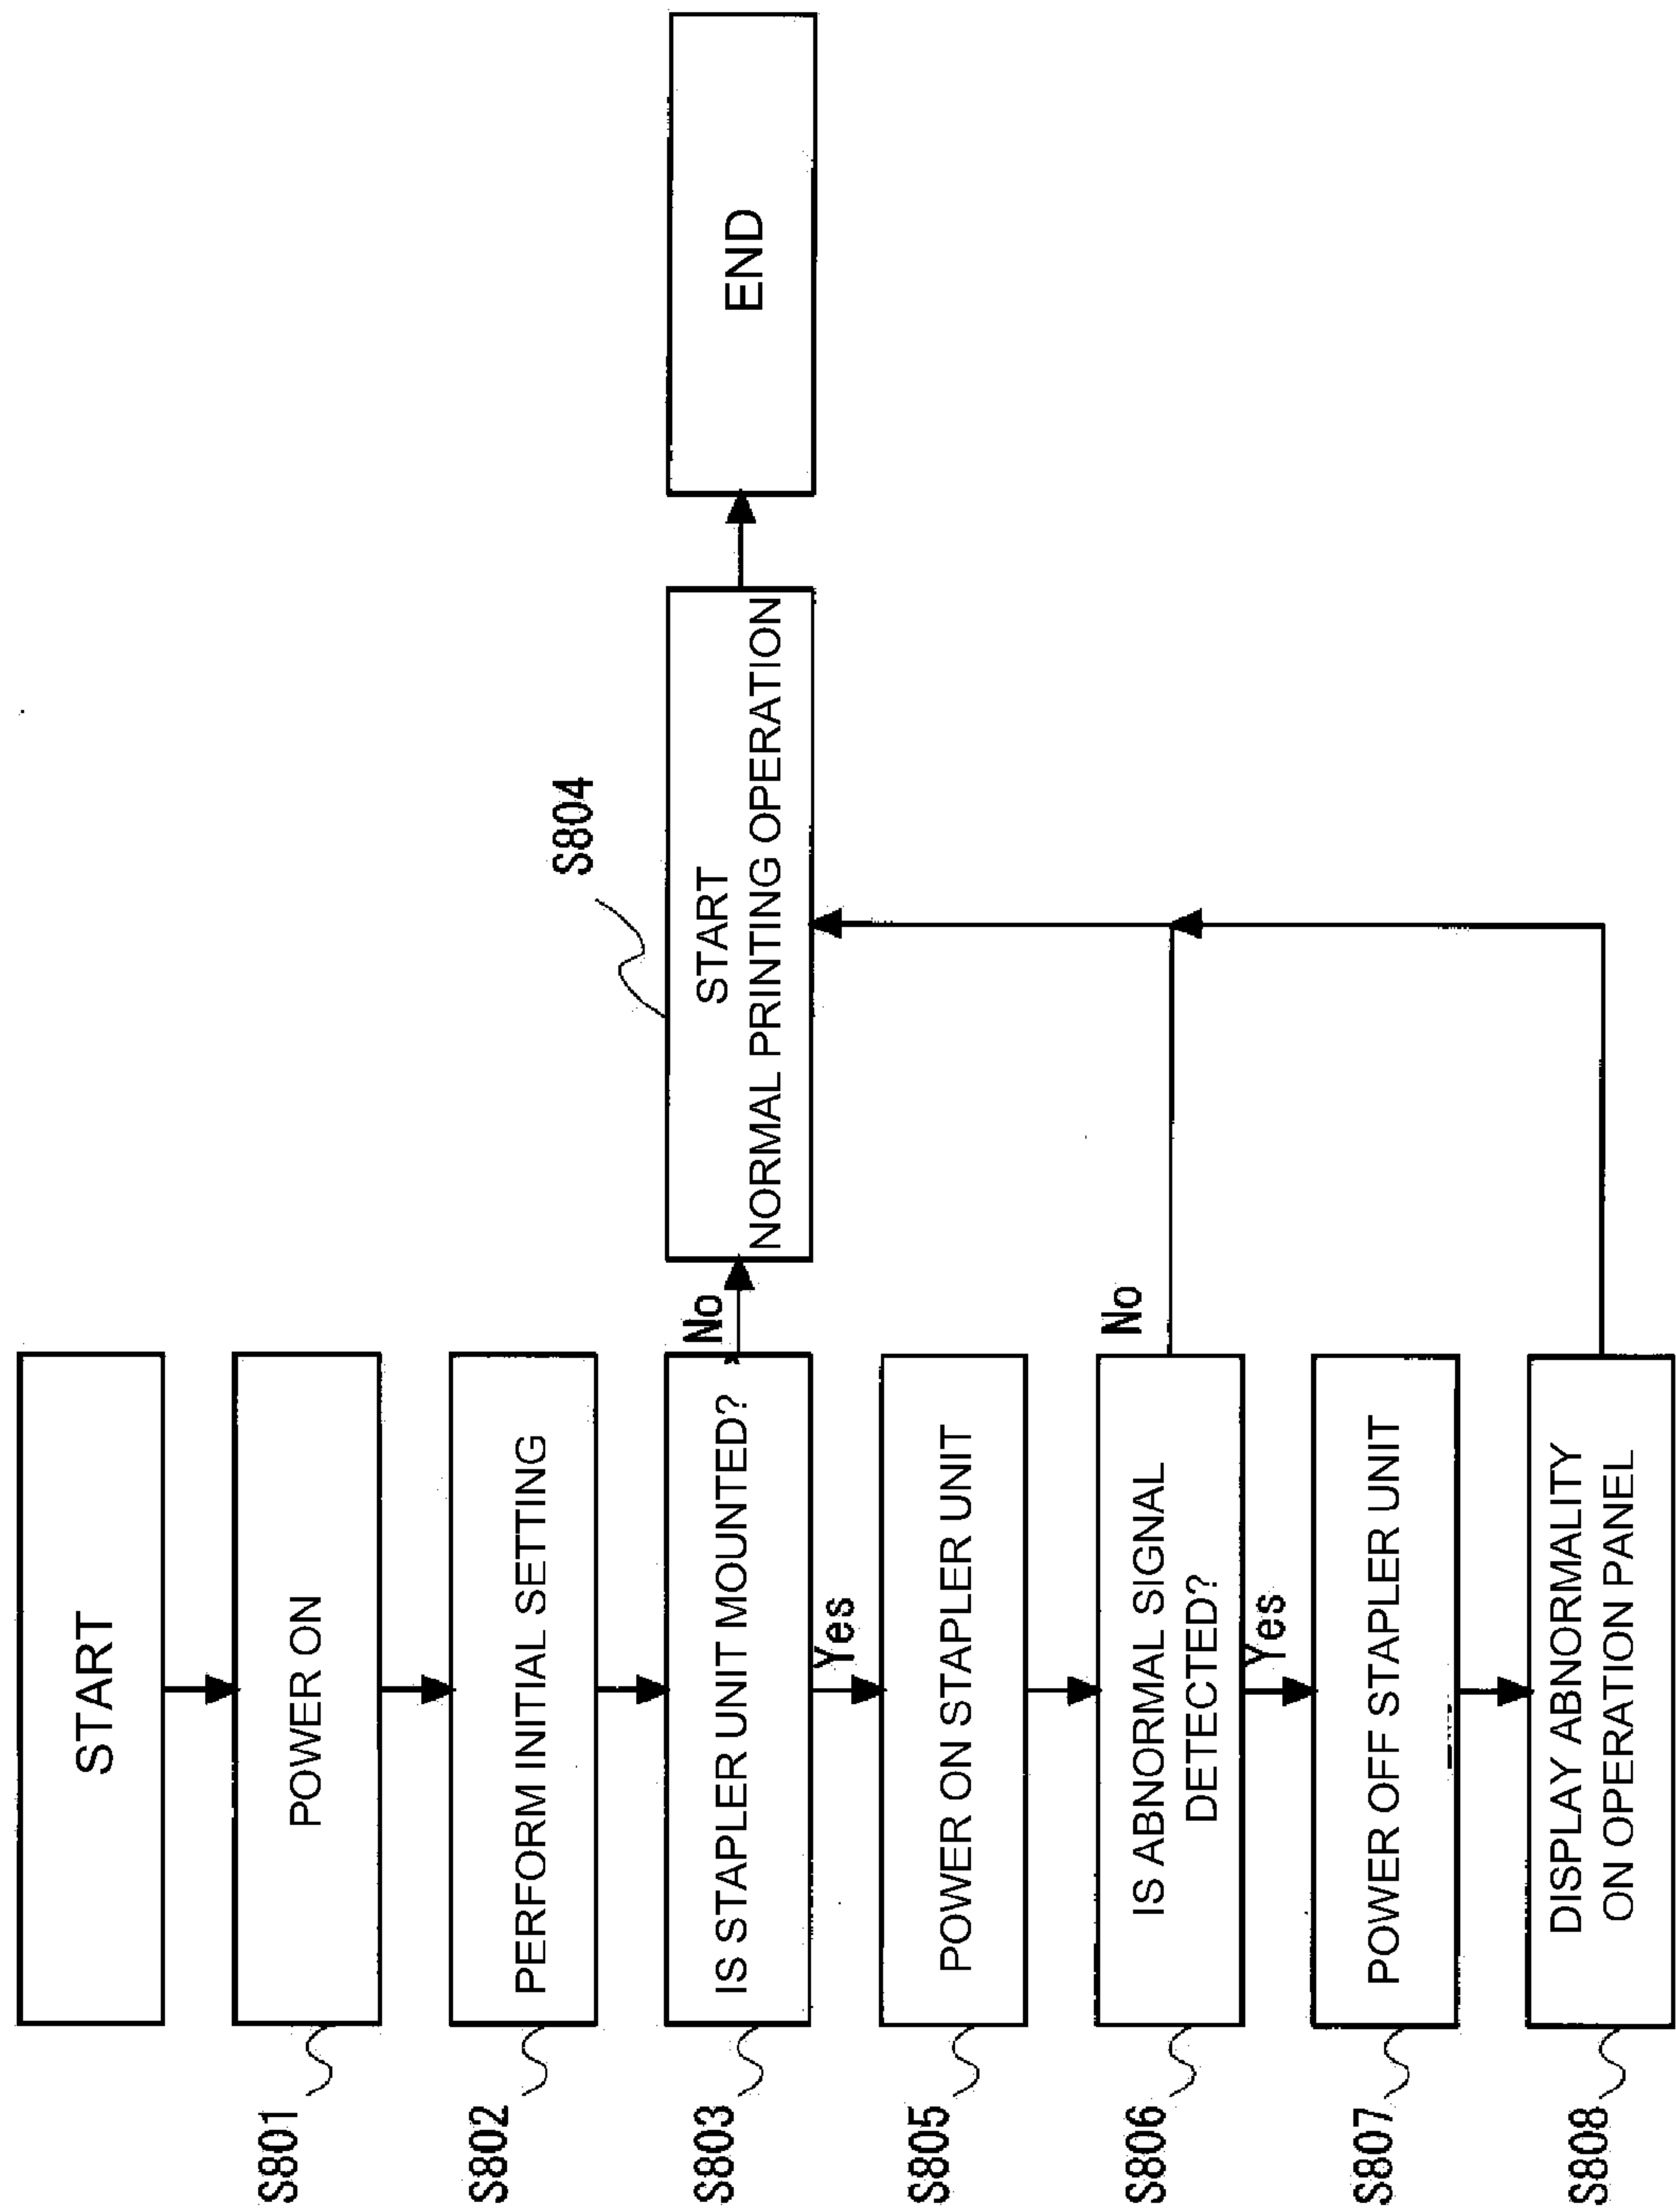 START
S801
POWER ON
S802
PERFORM INITIAL SETTING
S803
IS STAPLER UNIT MOUNTED?
No
Yes
S804
START
NORMAL PRINTING OPERATION
END
S805
POWER ON STAPLER UNIT
S806
IS ABNORMAL SIGNAL
DETECTED?
No
Yes
S807
POWER OFF STAPLER UNIT
S808
DISPLAY ABNORMALITY
ON OPERATION PANEL